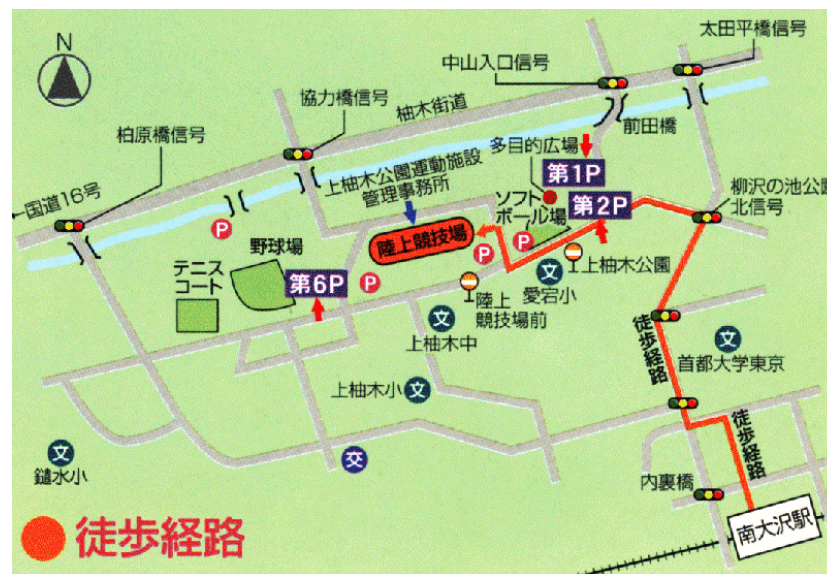 太田平橋信号
中山入口信号
N
協力橋信号
柚木街道
柏原橋信号
前田橋
多目的広場
第1P
上柚木公園運動施設
管理事務所
国道16号
ソフト
ボール場
第2P
柳沢の池公園
北信号
P
陸上競技場
P
P
野球場
上柚木公園
テニス
コート
第6P
P
文
愛宕小
陸上
競技場前
文
上柚木中
文
首都大学東京
徒歩経路
上柚木小
文
徒歩経路
文
鑓水小
交
内裏橋
南大沢駅
徒歩経路